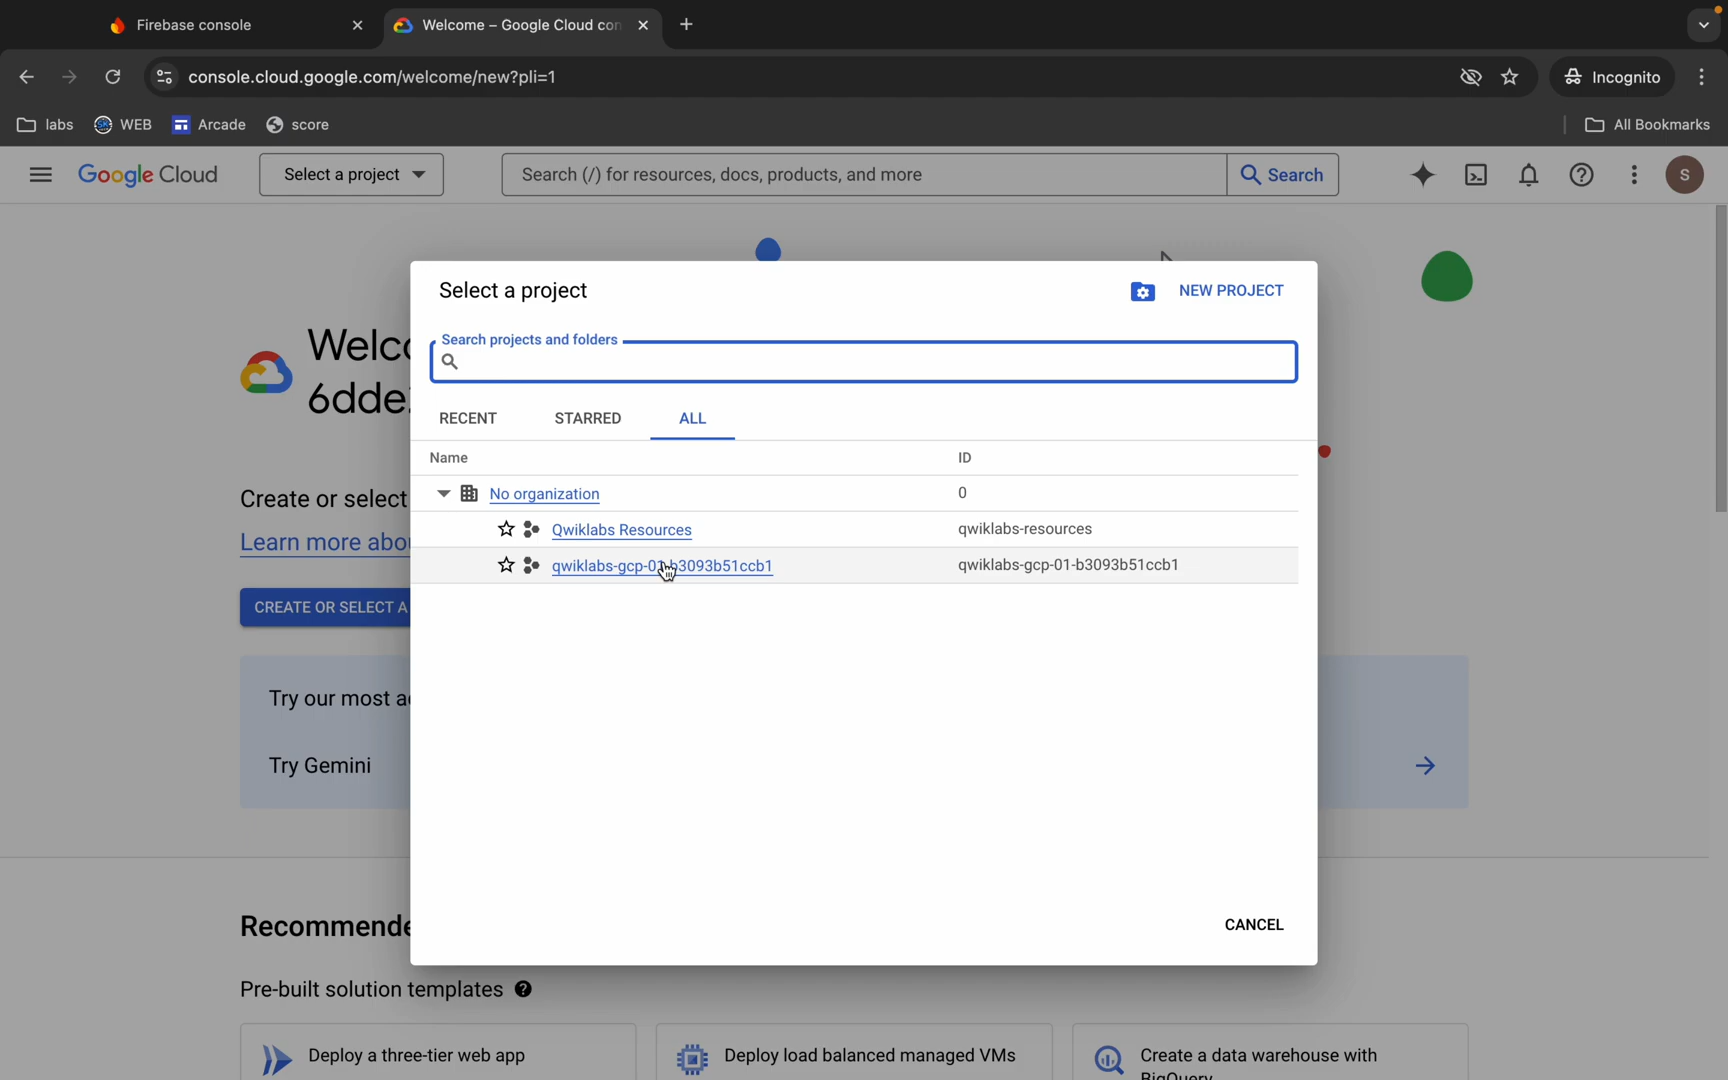 Firebase console
Welcome – Google Cloud con
console.cloud.google.com/welcome/new?pli=1
Incognito
labs
WEB
Arcade
score
All Bookmarks
Google Cloud
Select a project
Search (/) for resources, docs, products, and more
Search
S
Welco
6dde
Create or select
Learn more abo
CREATE OR SELECT A
Try our most a
Try Gemini
Select a project
NEW PROJECT
Search projects and folders
RECENT
STARRED
ALL
Name
ID
No organization
0
Qwiklabs Resources
qwiklabs-resources
qwiklabs-gcp-01-b3093b51ccb1
qwiklabs-gcp-01-b3093b51ccb1
CANCEL
Recommende
Pre-built solution templates
Deploy a three-tier web app
Deploy load balanced managed VMs
Create a data warehouse with
BigQuery